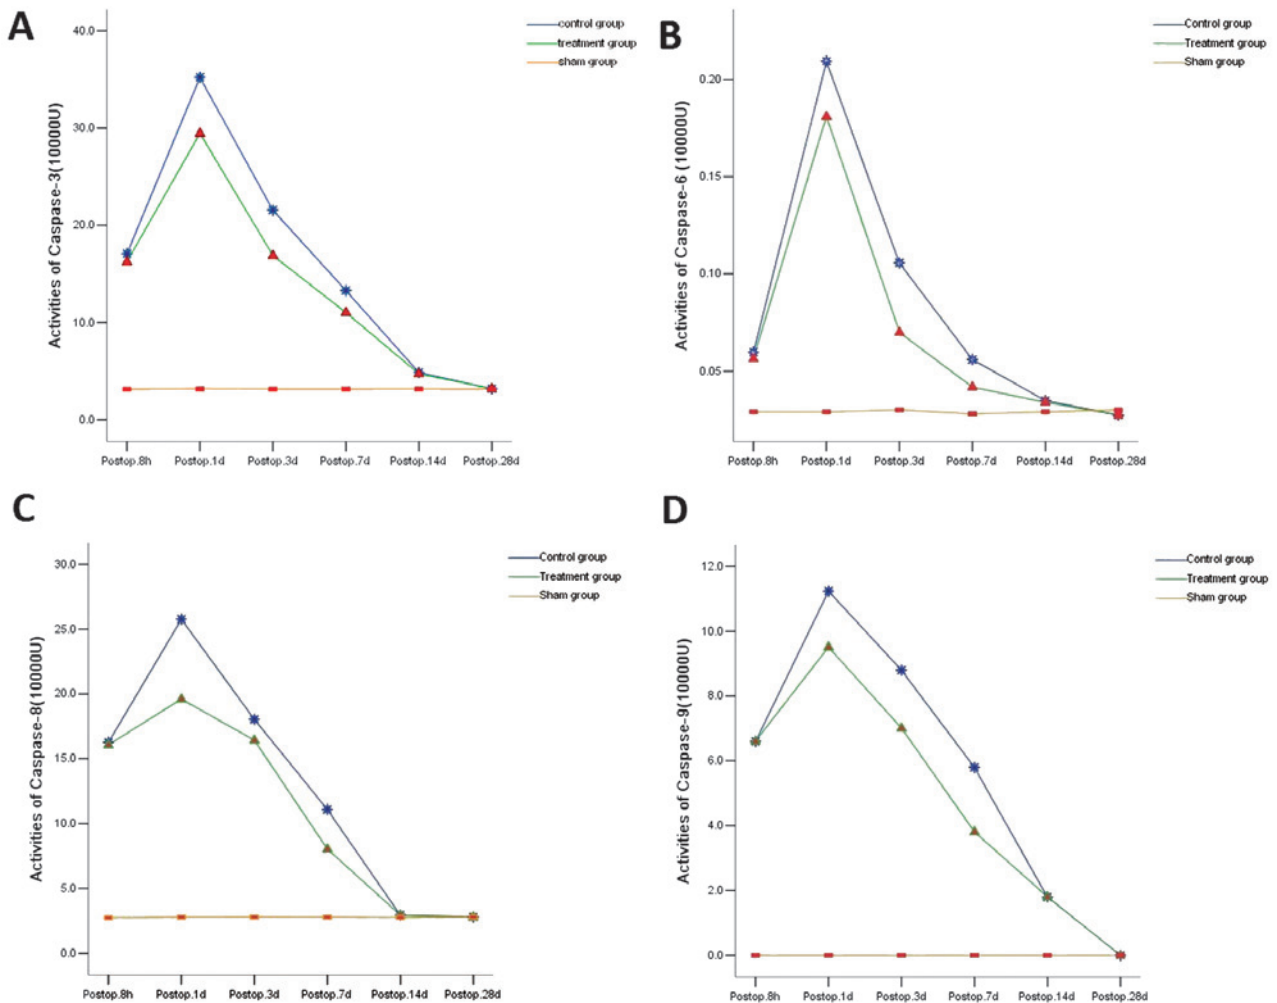 A
Activities of Caspase-3(10000U)
40.0
30.0
20.0
10.0
0.0
control group
treatment group
sham group
Postop.8h Postop.1d Postop.3d Postop.7d Postop.14d Postop.28d
B
Activities of Caspase-6 (10000U)
0.20
0.15
0.10
0.05
Control group
Treatment group
Sham group
Postop.8h Postop.1d Postop.3d Postop.7d Postop.14d Postop.28d
C
Activities of Caspase-8(10000U)
30.0
25.0
20.0
15.0
10.0
5.0
0.0
Control group
Treatment group
Sham group
Postop.8h Postop.1d Postop.3d Postop.7d Postop.14d Postop.28d
D
Activities of Caspase-9(10000U)
12.0
10.0
8.0
6.0
4.0
2.0
0.0
Control group
Treatment group
Sham group
Postop.8h Postop.1d Postop.3d Postop.7d Postop.14d Postop.28d